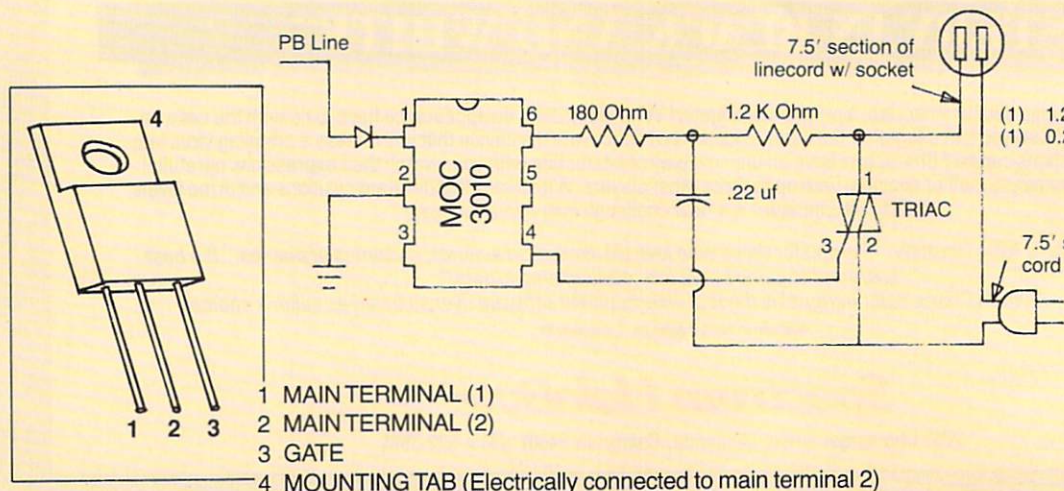 PB Line
7.5' section of
linecord w/ socket
4
1
6
180 Ohm
1.2 K Ohm
(1) 1.2
(1) 0.
2
5
MOC
3010
.22 uf
1
TRIAC
3
4
3
2
7.5'
cord
1 2 3
1 MAIN TERMINAL (1)
2 MAIN TERMINAL (2)
3 GATE
4 MOUNTING TAB (Electrically connected to main terminal 2)